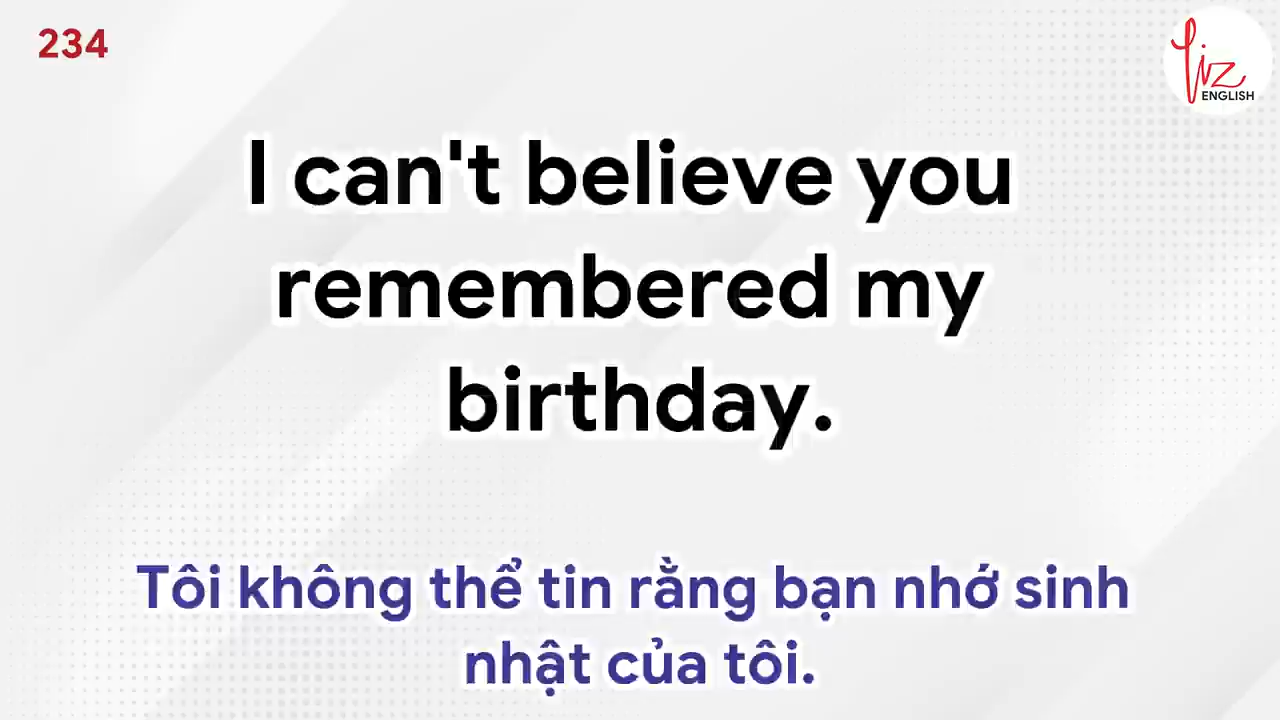 234
Liz
ENGLISH
I can't believe you
remembered my
birthday.
Tôi không thể tin rằng bạn nhớ sinh
nhật của tôi.